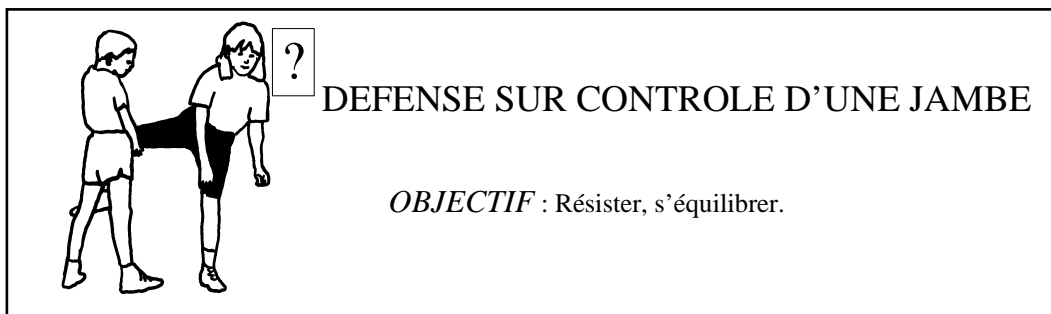 ?
DEFENSE SUR CONTROLE D’UNE JAMBE
OBJECTIF : Résister, s’équilibrer.